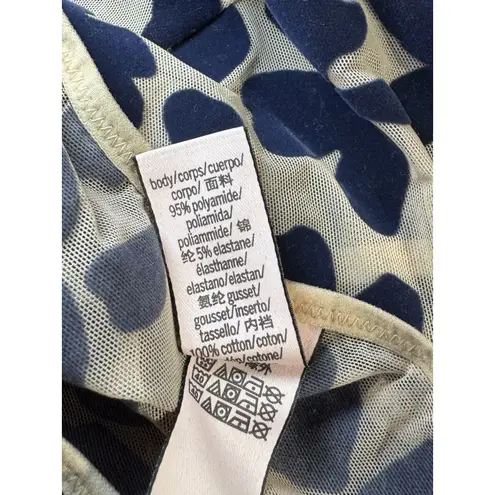 body/corps/cuerpo/
corpo/ 面料
95% polyamide/
poliamida/
poliammide/ 锦
纶 5% elastane/
élasthanne/
elastano/elastan/
氨纶 gusset/
gousset/inserto/
tassello/ 内裆
100% cotton/coton/
/cotone/